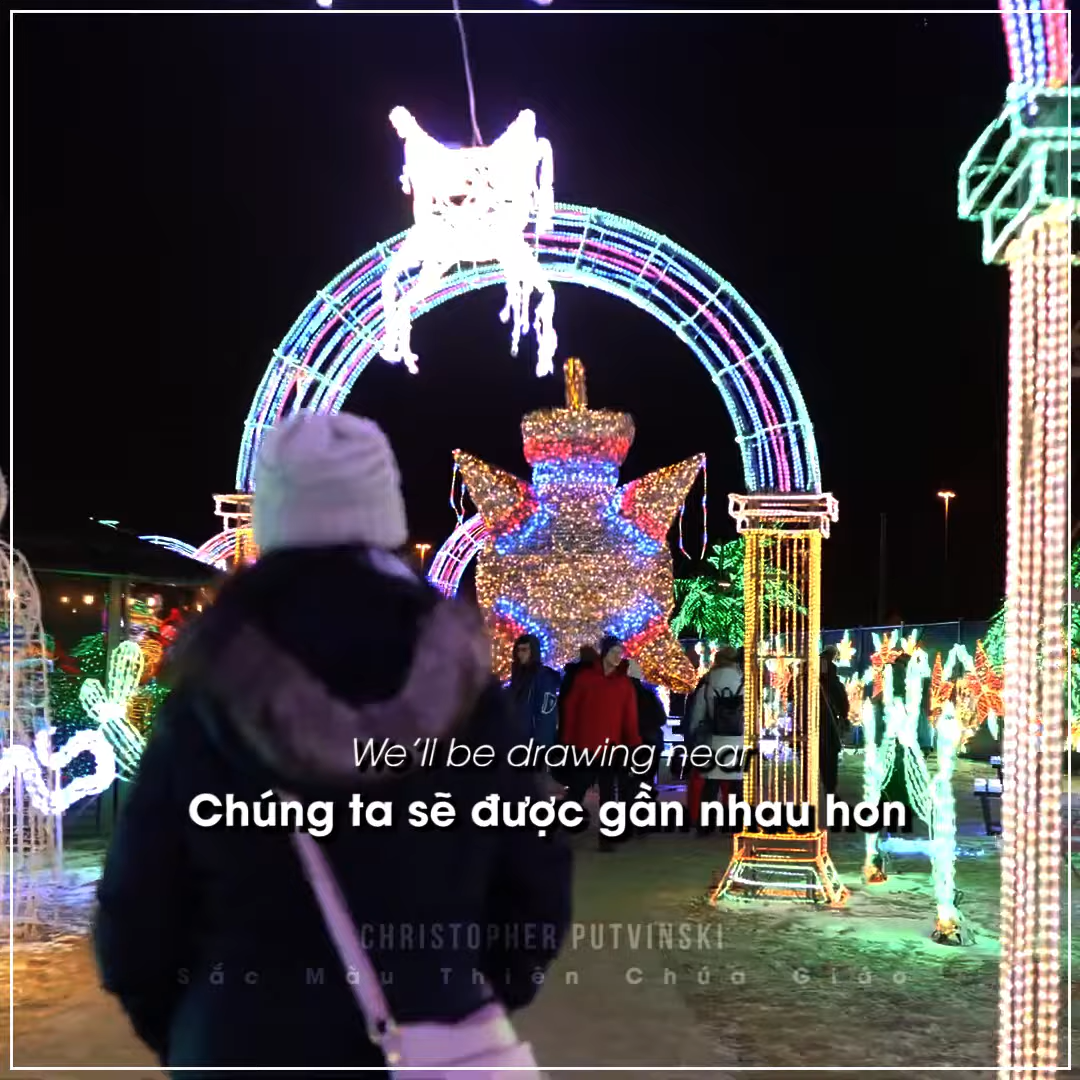 We'll be drawing near
Chúng ta sẽ được gần nhau hơn
CHRISTOPHER PUTVINSKI
Sắc Màu Thiên Chúa Giáo